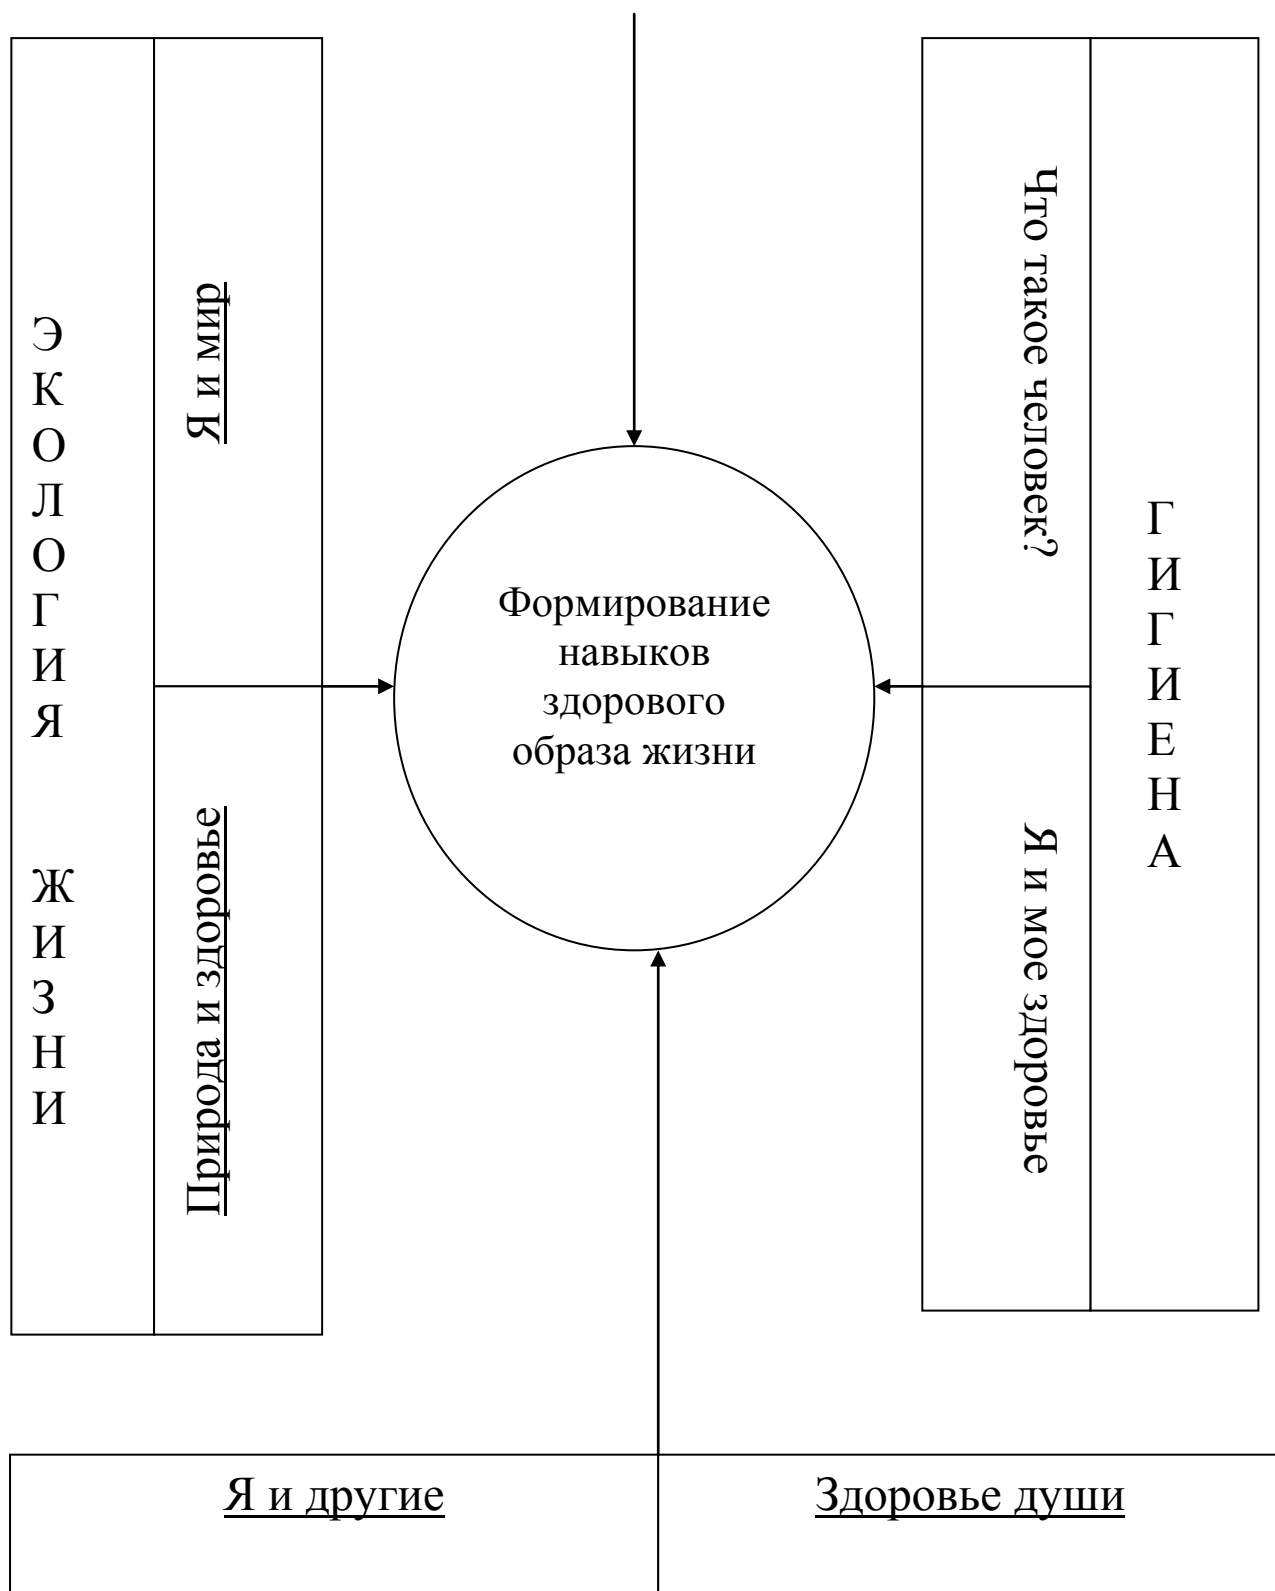 ЭКОЛОГИЯ ЖИЗНИ
Я и мир
Природа и здоровье
Формирование
навыков
здорового
образа жизни
Что такое человек?
Я и мое здоровье
ГИГИЕНА
Я и другие
Здоровье души